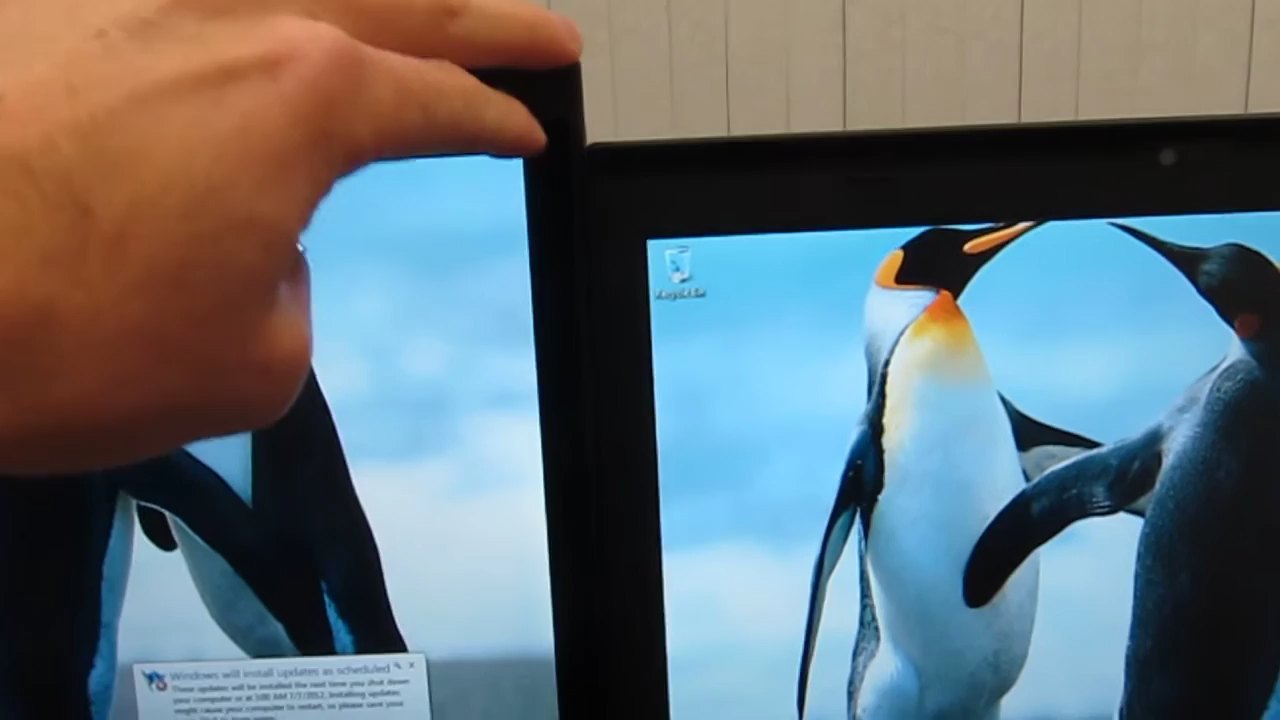 Recycle Bin
Windows will install updates as scheduled
These updates will be installed the next time you shut down
your computer or at 3:00 AM 7/7/2012. Installing updates
might cause your computer to restart, so please save your